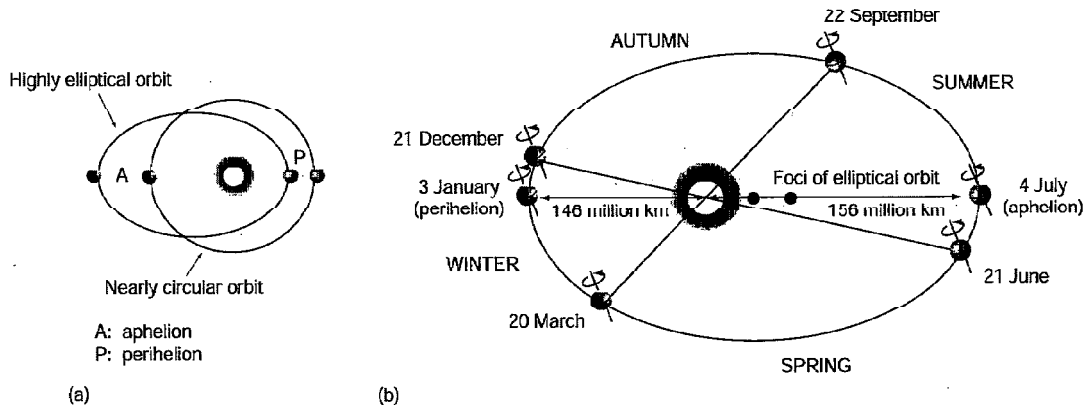 Highly elliptical orbit
A
P
Nearly circular orbit
A: aphelion
P: perihelion
(a)
22 September
AUTUMN
SUMMER
21 December
3 January
(perihelion)
146 million km
Foci of elliptical orbit
156 million km
4 July
(aphelion)
WINTER
21 June
20 March
SPRING
(b)